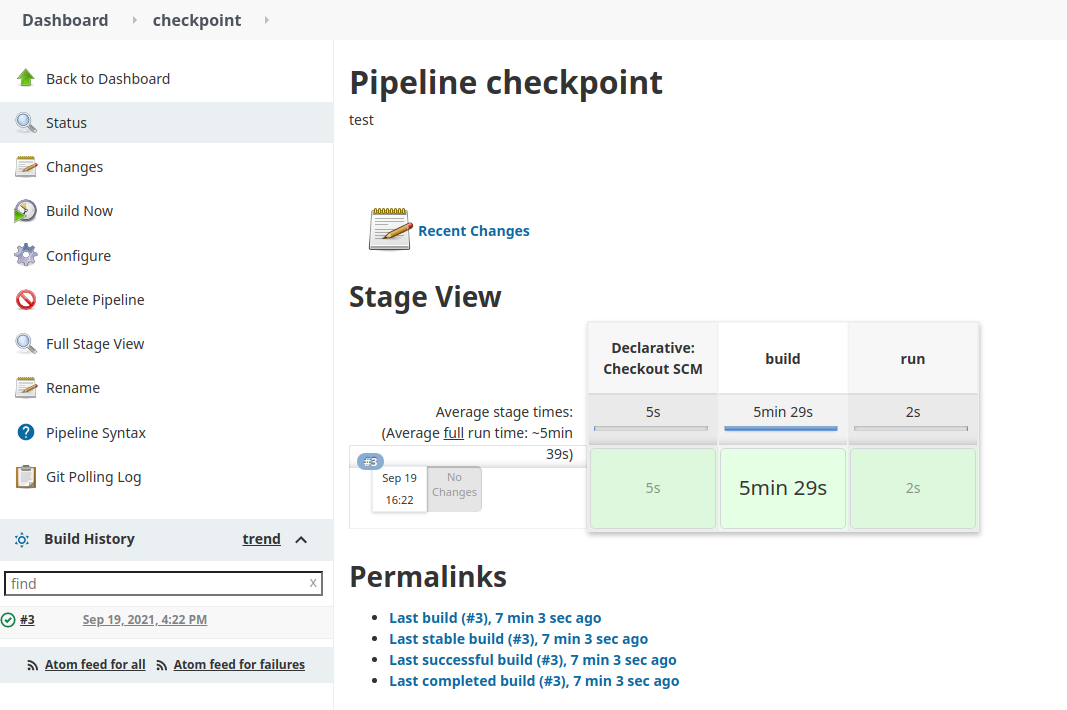 Dashboard checkpoint
Back to Dashboard
Status
Changes
Build Now
Configure
Delete Pipeline
Full Stage View
Rename
Pipeline Syntax
Git Polling Log
Build History trend
find x
#3 Sep 19, 2021, 4:22 PM
Atom feed for all Atom feed for failures
Pipeline checkpoint
test
Recent Changes
Stage View
Declarative:
Checkout SCM
build
run
Average stage times:
(Average full run time: ~5min
39s)
5s
5min 29s
2s
#3
Sep 19
16:22
No
Changes
5s
5min 29s
2s
Permalinks
Last build (#3), 7 min 3 sec ago
Last stable build (#3), 7 min 3 sec ago
Last successful build (#3), 7 min 3 sec ago
Last completed build (#3), 7 min 3 sec ago